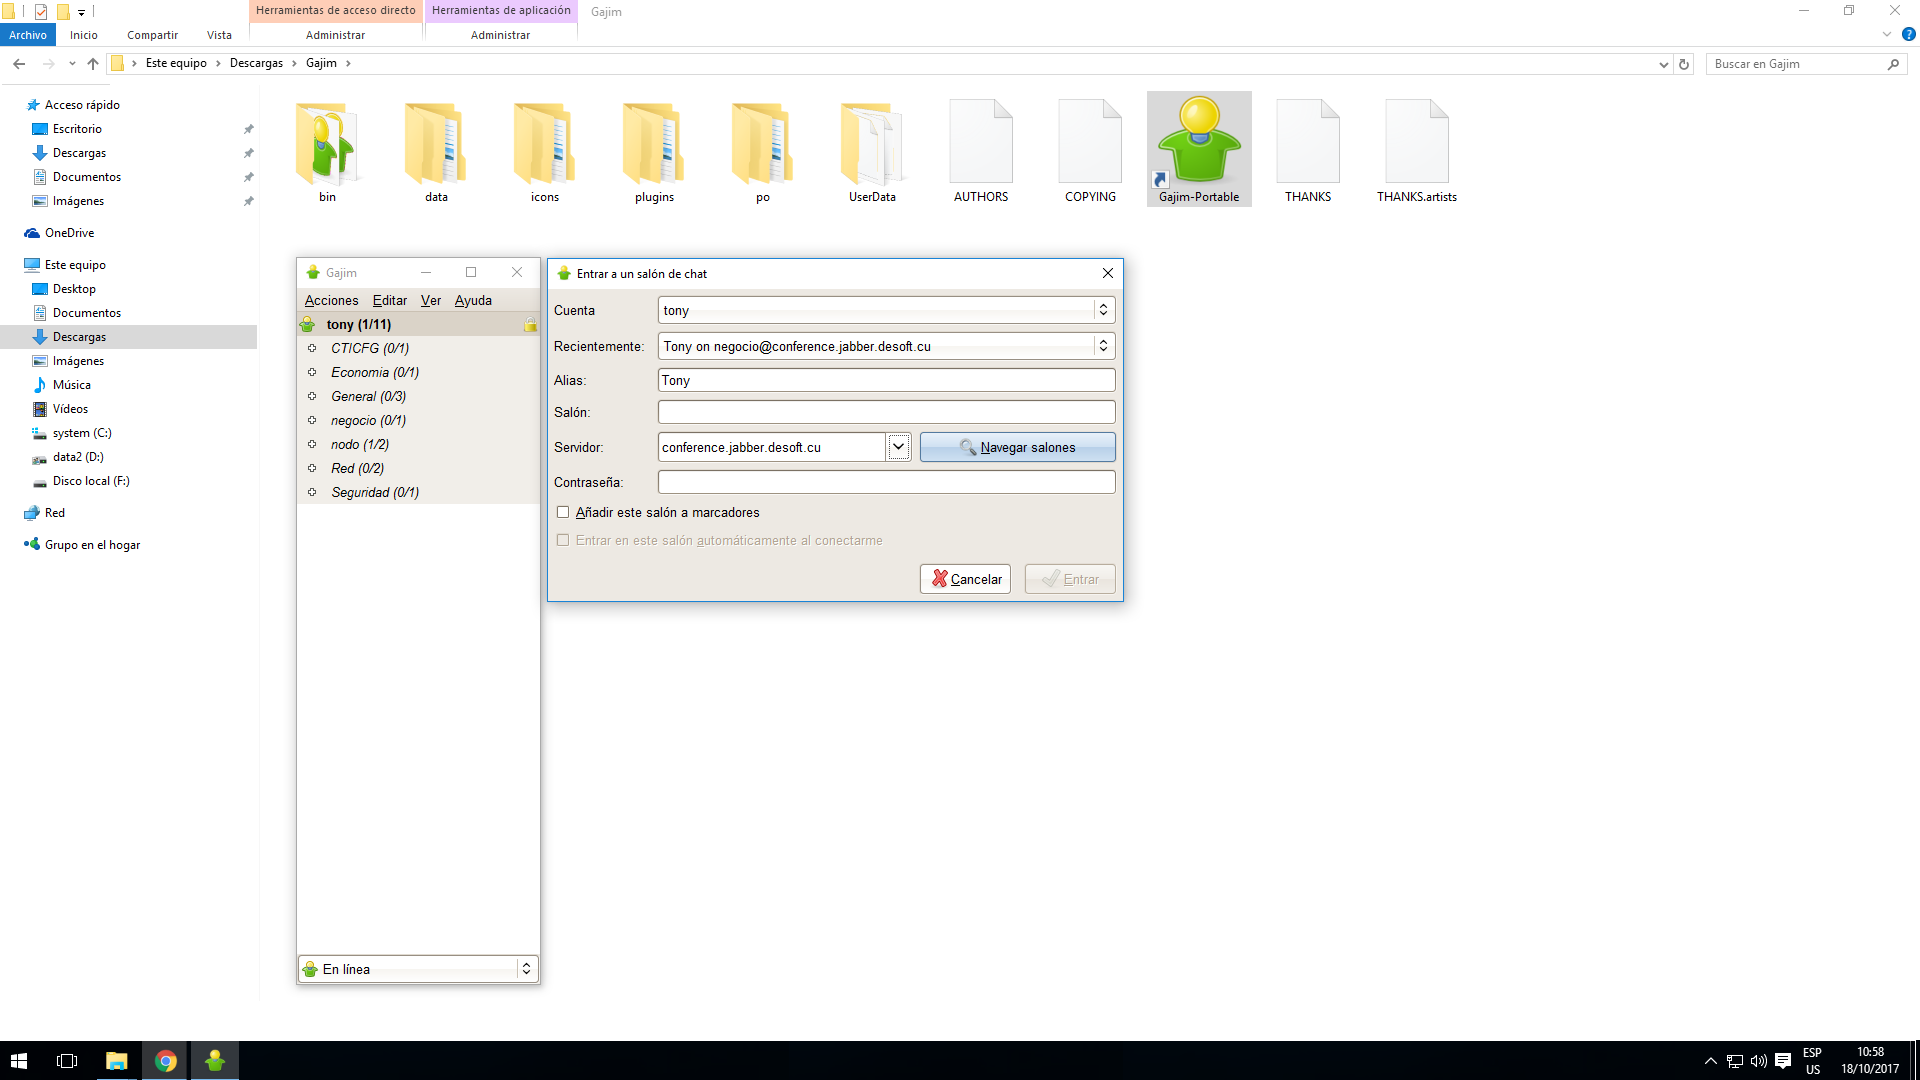 Herramientas de acceso directo
Herramientas de aplicación
Gajim
Archivo
Inicio
Compartir
Vista
Administrar
Administrar
Este equipo
Descargas
Gajim
Buscar en Gajim
Acceso rápido
Escritorio
Descargas
Documentos
Imágenes
OneDrive
Este equipo
Desktop
Documentos
Descargas
Imágenes
Música
Vídeos
system (C:)
data2 (D:)
Disco local (F:)
Red
Grupo en el hogar
bin
data
icons
plugins
po
UserData
AUTHORS
COPYING
Gajim-Portable
THANKS
THANKS.artists
Gajim
Acciones Editar Ver Ayuda
tony (1/11)
CTICFG (0/1)
Economia (0/1)
General (0/3)
negocio (0/1)
nodo (1/2)
Red (0/2)
Seguridad (0/1)
En línea
Entrar a un salón de chat
Cuenta
tony
Recientemente:
Tony on negocio@conference.jabber.desoft.cu
Alias:
Tony
Salón:
Servidor:
conference.jabber.desoft.cu
Navegar salones
Contraseña:
Añadir este salón a marcadores
Entrar en este salón automáticamente al conectarme
Cancelar
Entrar
ESP
US
10:58
18/10/2017